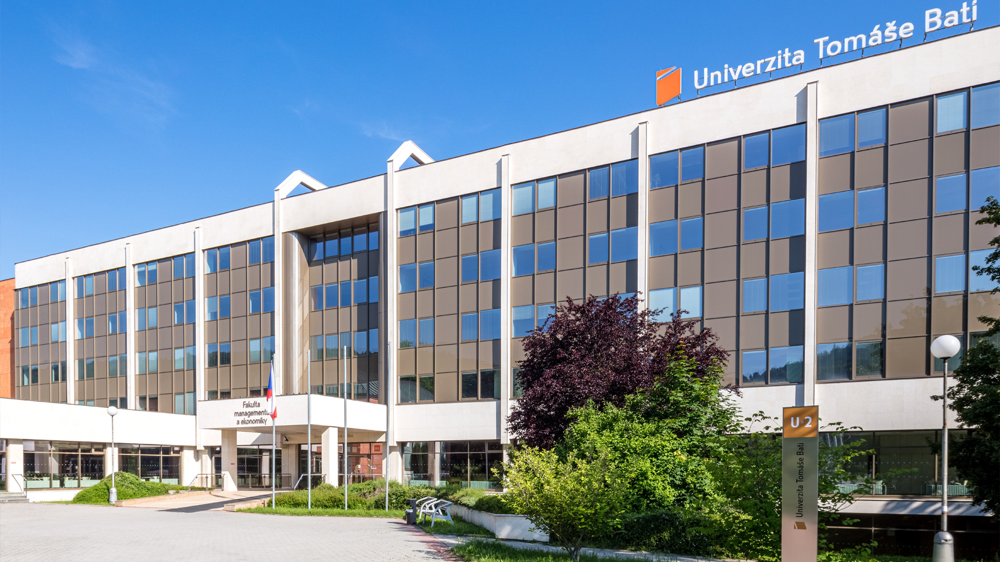 Univerzita Tomáše Bati
Fakulta
managementu
a ekonomiky
U2
Univerzita Tomáše Bati